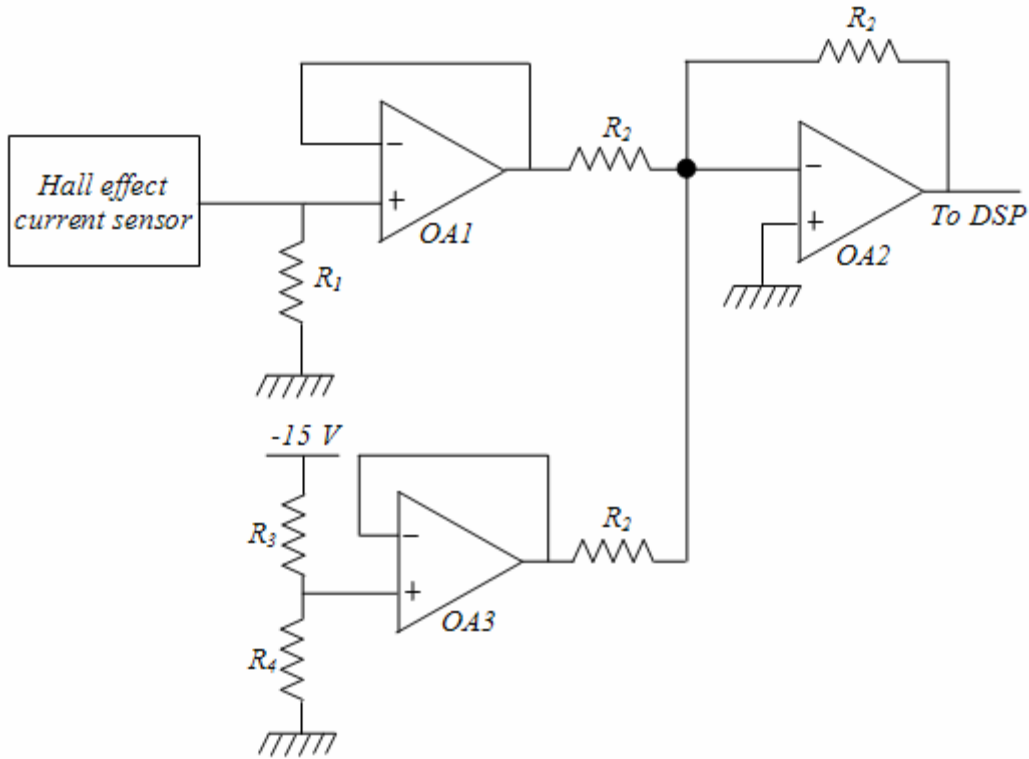 R2
R2
Hall effect
current sensor
−
+
OA1
R1
−
+
OA2
To DSP
-15 V
R3
R4
−
+
OA3
R2